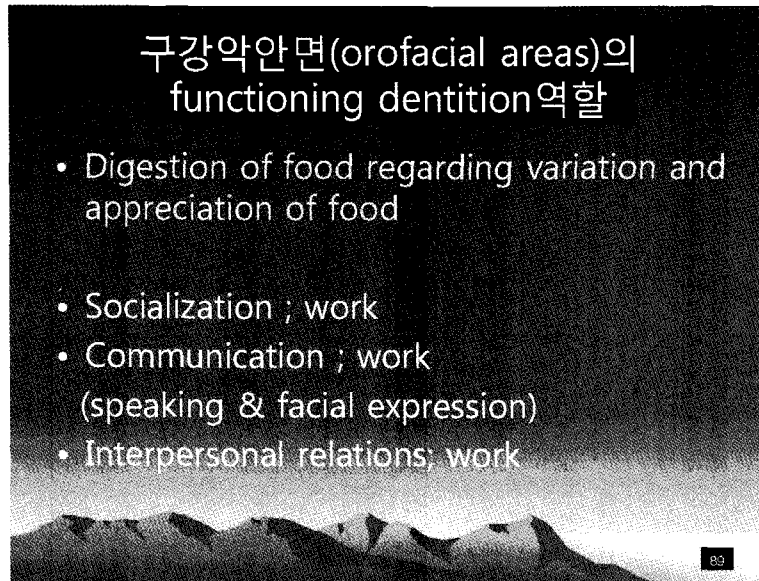 구강악안면(orofacial areas)의
functioning dentition역할
• Digestion of food regarding variation and
appreciation of food
• Socialization ; work
• Communication ; work
(speaking & facial expression)
• Interpersonal relations; work
89